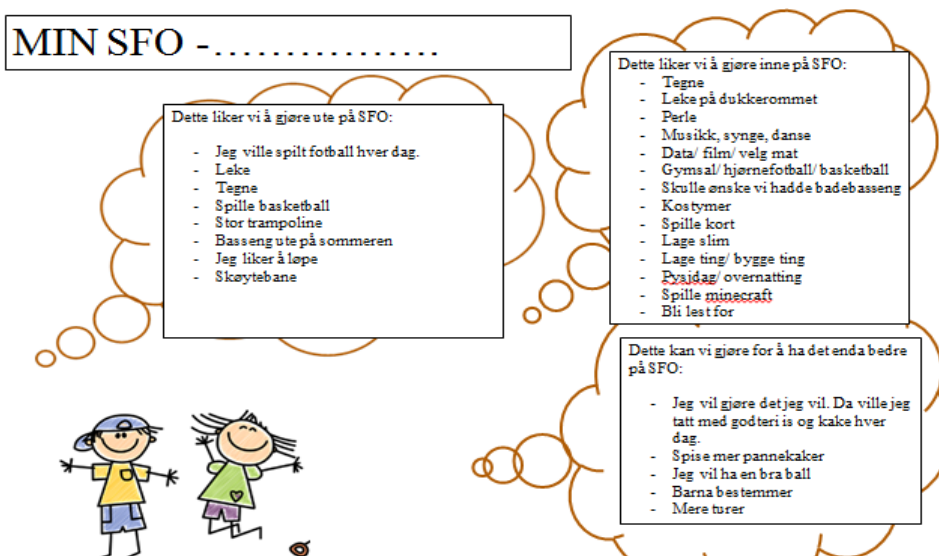 MIN SFO -................
Dette liker vi å gjøre ute på SFO:
- Jeg ville spilt fotball hver dag.
- Leke
- Tegne
- Spille basketball
- Stor trampoline
- Basseng ute på sommeren
- Jeg liker å løpe
- Skøytebane
Dette liker vi å gjøre inne på SFO:
- Tegne
- Leke på dukkerommet
- Perle
- Musikk, synge, danse
- Data/ film/ velg mat
- Gymsal/ hjørnefotball/ basketball
- Skulle ønske vi hadde badebasseng
- Kostymer
- Spille kort
- Lage slim
- Lage ting/ bygge ting
- Pysjdag/ overnatting
- Spille minecraft
- Bli lest for
Dette kan vi gjøre for å ha det enda bedre
på SFO:
- Jeg vil gjøre det jeg vil. Da ville jeg
tatt med godteri is og kake hver
dag.
- Spise mer pannekaker
- Jeg vil ha en bra ball
- Barna bestemmer
- Mere turer